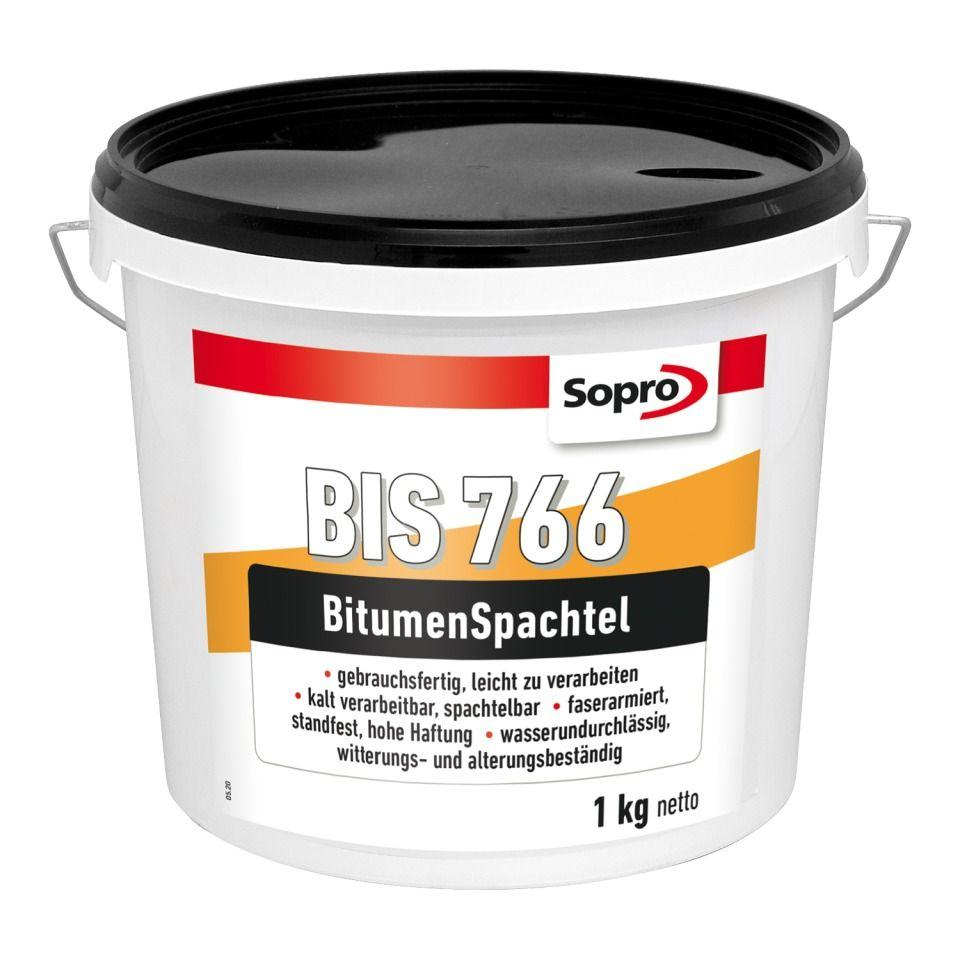 Sopro
BIS 766
BitumenSpachtel
• gebrauchsfertig, leicht zu verarbeiten
• kalt verarbeitbar, spachtelbar • faserarmiert,
standfest, hohe Haftung • wasserundurchlässig,
witterungs- und alterungsbeständig
1 kg netto
05.20